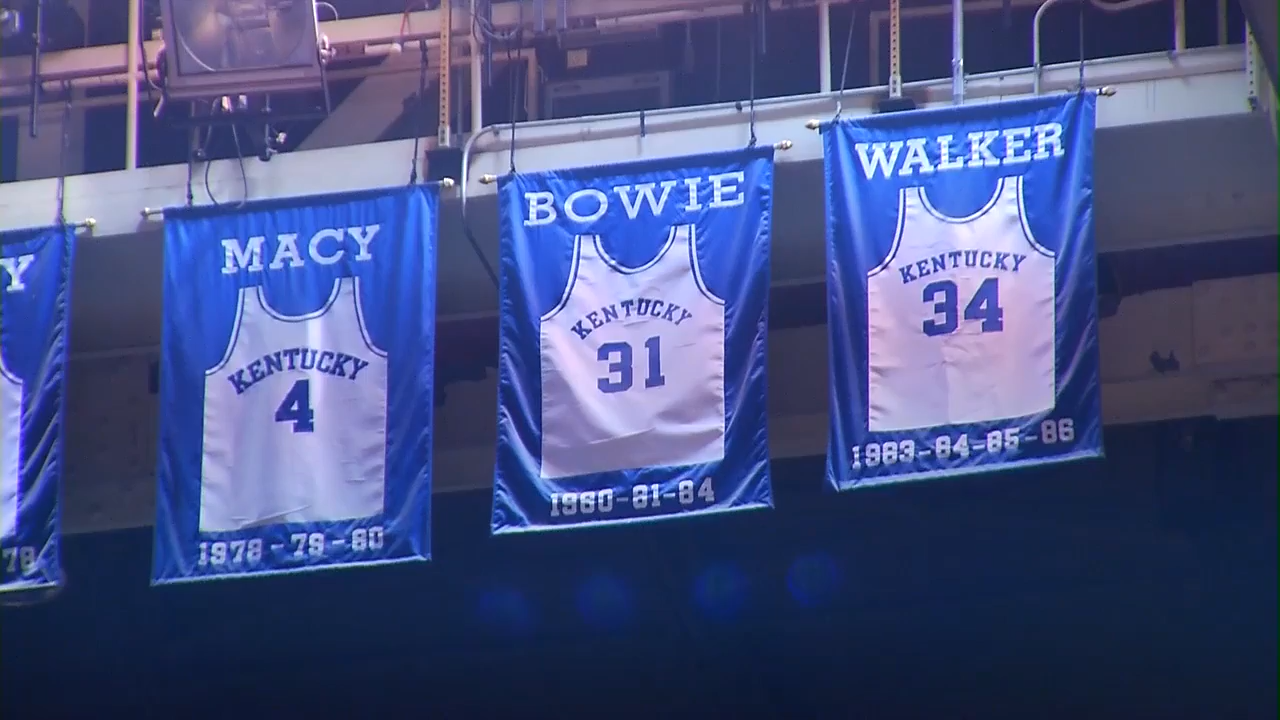 Y
78
MACY
KENTUCKY
4
1978-79-80
BOWIE
KENTUCKY
31
1980-81-84
WALKER
KENTUCKY
34
1983-84-85-86